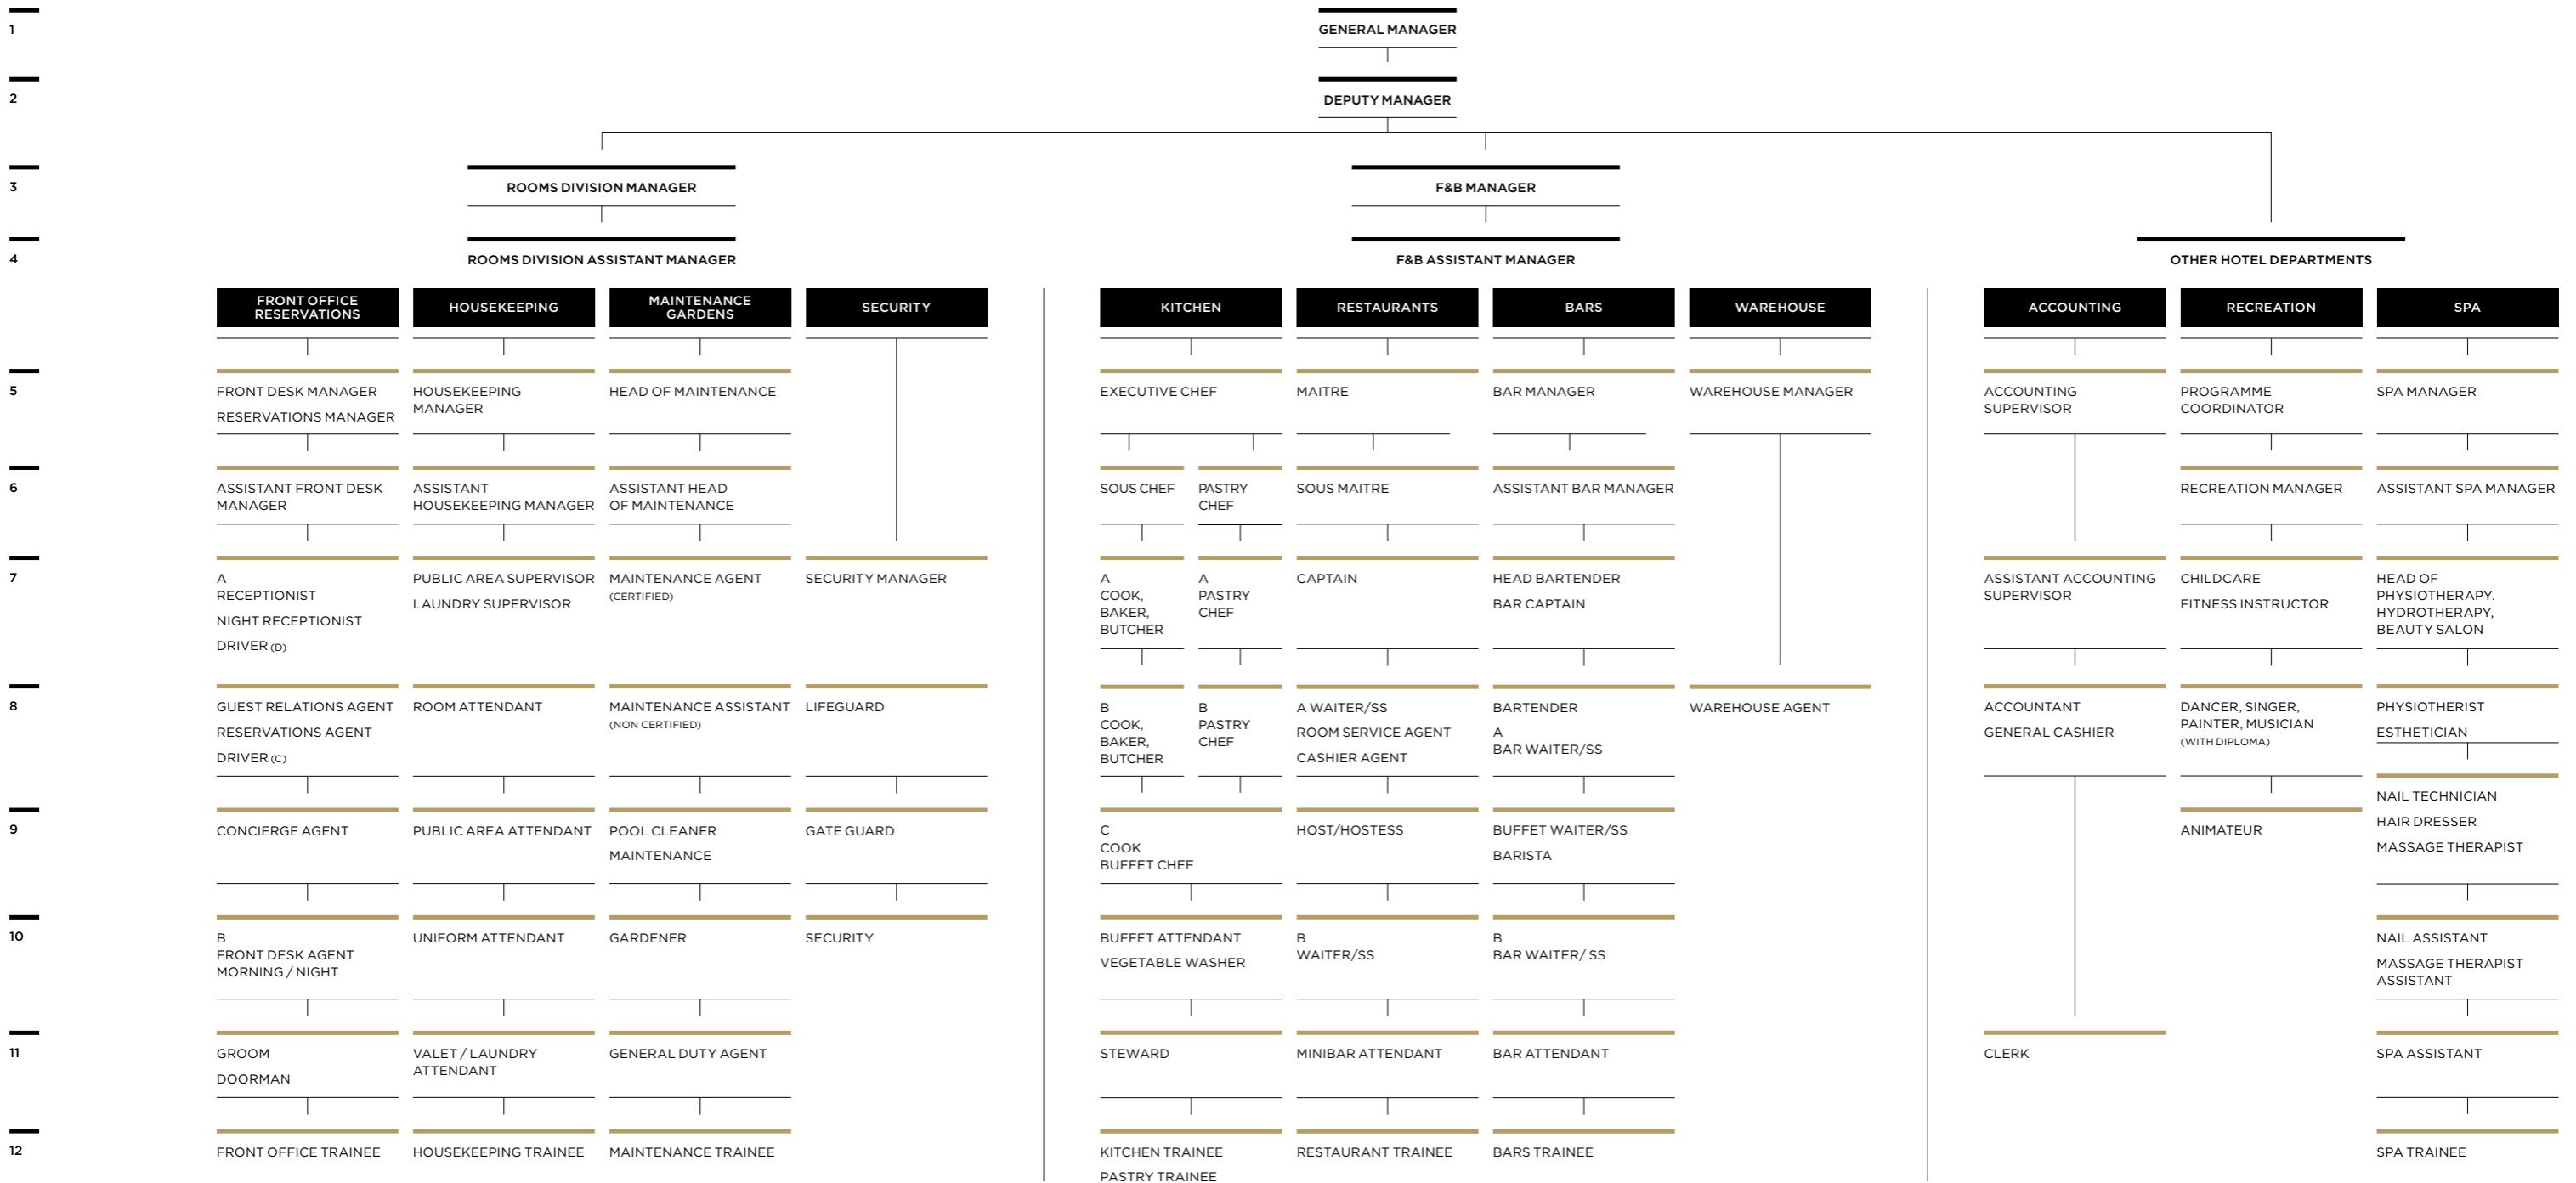 1
GENERAL MANAGER
2
DEPUTY MANAGER
3
ROOMS DIVISION MANAGER
F&B MANAGER
4
ROOMS DIVISION ASSISTANT MANAGER
F&B ASSISTANT MANAGER
OTHER HOTEL DEPARTMENTS
FRONT OFFICE
RESERVATIONS
HOUSEKEEPING
MAINTENANCE
GARDENS
SECURITY
KITCHEN
RESTAURANTS
BARS
WAREHOUSE
ACCOUNTING
RECREATION
SPA
5
FRONT DESK MANAGER
RESERVATIONS MANAGER
HOUSEKEEPING
MANAGER
HEAD OF MAINTENANCE
EXECUTIVE CHEF
MAITRE
BAR MANAGER
WAREHOUSE MANAGER
ACCOUNTING
SUPERVISOR
PROGRAMME
COORDINATOR
SPA MANAGER
6
ASSISTANT FRONT DESK
MANAGER
ASSISTANT
HOUSEKEEPING MANAGER
ASSISTANT HEAD
OF MAINTENANCE
SOUS CHEF
PASTRY
CHEF
SOUS MAITRE
ASSISTANT BAR MANAGER
RECREATION MANAGER
ASSISTANT SPA MANAGER
7
A
RECEPTIONIST
NIGHT RECEPTIONIST
DRIVER (D)
PUBLIC AREA SUPERVISOR
LAUNDRY SUPERVISOR
MAINTENANCE AGENT
(CERTIFIED)
SECURITY MANAGER
A
COOK,
BAKER,
BUTCHER
A
PASTRY
CHEF
CAPTAIN
HEAD BARTENDER
BAR CAPTAIN
ASSISTANT ACCOUNTING
SUPERVISOR
CHILDCARE
FITNESS INSTRUCTOR
HEAD OF
PHYSIOTHERAPY.
HYDROTHERAPY,
BEAUTY SALON
8
GUEST RELATIONS AGENT
RESERVATIONS AGENT
DRIVER (C)
ROOM ATTENDANT
MAINTENANCE ASSISTANT
(NON CERTIFIED)
LIFEGUARD
B
COOK,
BAKER,
BUTCHER
B
PASTRY
CHEF
A WAITER/SS
ROOM SERVICE AGENT
CASHIER AGENT
BARTENDER
A
BAR WAITER/SS
WAREHOUSE AGENT
ACCOUNTANT
GENERAL CASHIER
DANCER, SINGER,
PAINTER, MUSICIAN
(WITH DIPLOMA)
PHYSIOTHERIST
ESTHETICIAN
9
CONCIERGE AGENT
PUBLIC AREA ATTENDANT
POOL CLEANER
MAINTENANCE
GATE GUARD
C
COOK
BUFFET CHEF
HOST/HOSTESS
BUFFET WAITER/SS
BARISTA
ANIMATEUR
NAIL TECHNICIAN
HAIR DRESSER
MASSAGE THERAPIST
10
B
FRONT DESK AGENT
MORNING / NIGHT
UNIFORM ATTENDANT
GARDENER
SECURITY
BUFFET ATTENDANT
VEGETABLE WASHER
B
WAITER/SS
B
BAR WAITER/ SS
NAIL ASSISTANT
MASSAGE THERAPIST
ASSISTANT
11
GROOM
DOORMAN
VALET / LAUNDRY
ATTENDANT
GENERAL DUTY AGENT
STEWARD
MINIBAR ATTENDANT
BAR ATTENDANT
CLERK
SPA ASSISTANT
12
FRONT OFFICE TRAINEE
HOUSEKEEPING TRAINEE
MAINTENANCE TRAINEE
KITCHEN TRAINEE
PASTRY TRAINEE
RESTAURANT TRAINEE
BARS TRAINEE
SPA TRAINEE